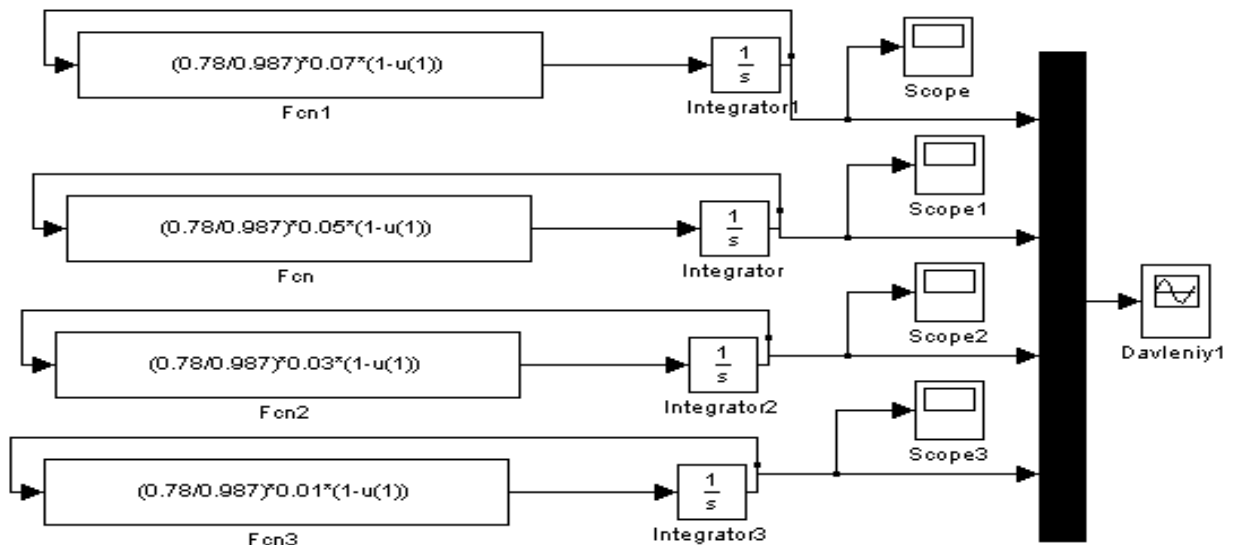 (0.78/0.987)*0.07*(1-u(1))
Fcn1
1
s
Integrator1
Scope
(0.78/0.987)*0.05*(1-u(1))
Fcn
1
s
Integrator
Scope1
(0.78/0.987)*0.03*(1-u(1))
Fcn2
1
s
Integrator2
Scope2
(0.78/0.987)*0.01*(1-u(1))
Fcn3
1
s
Integrator3
Scope3
Davleniy1